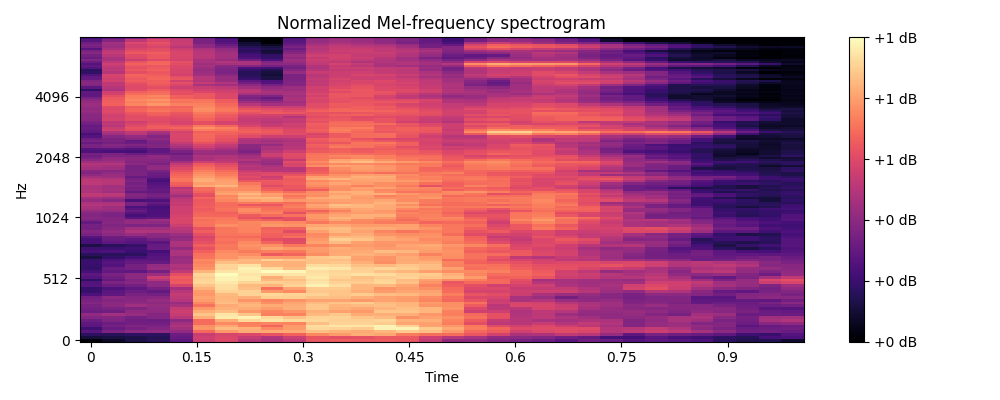 Normalized Mel-frequency spectrogram
Hz
4096
2048
1024
512
0
0 0.15 0.3 0.45 0.6 0.75 0.9
Time
+1 dB
+1 dB
+1 dB
+0 dB
+0 dB
+0 dB